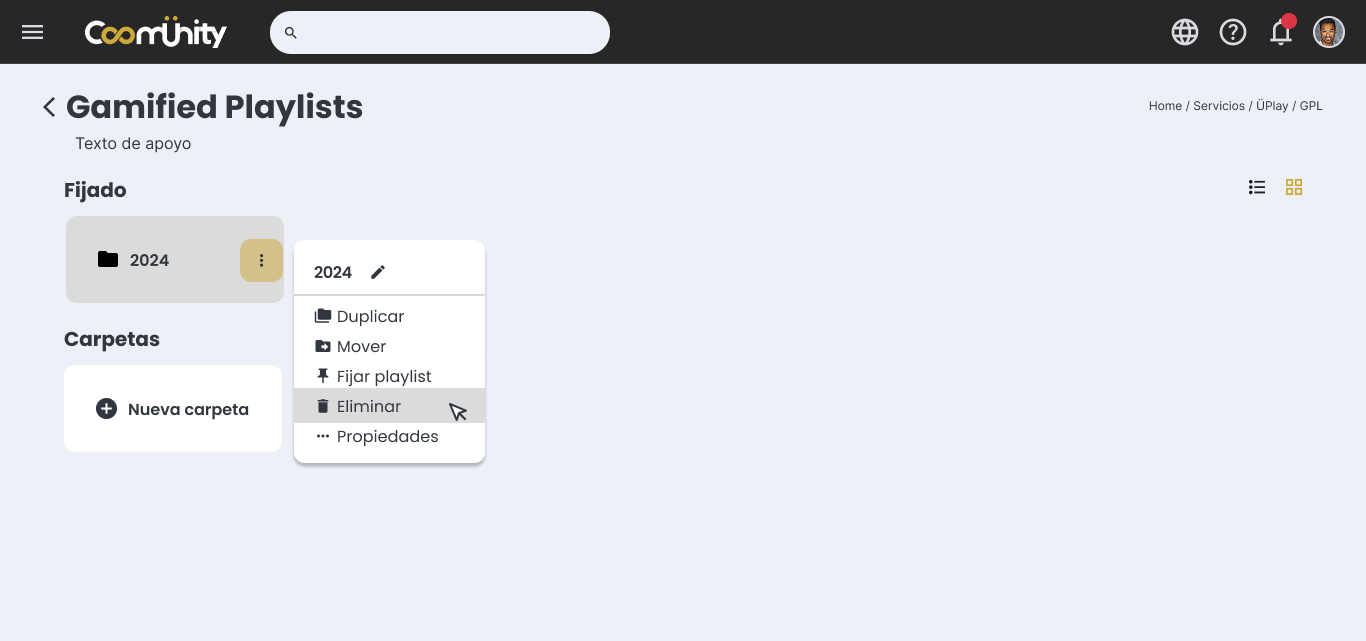 CoomÜnity
Gamified Playlists
Home / Servicios / ÜPlay / GPL
Texto de apoyo
Fijado
2024
2024
Duplicar
Mover
Fijar playlist
Eliminar
Propiedades
Carpetas
Nueva carpeta